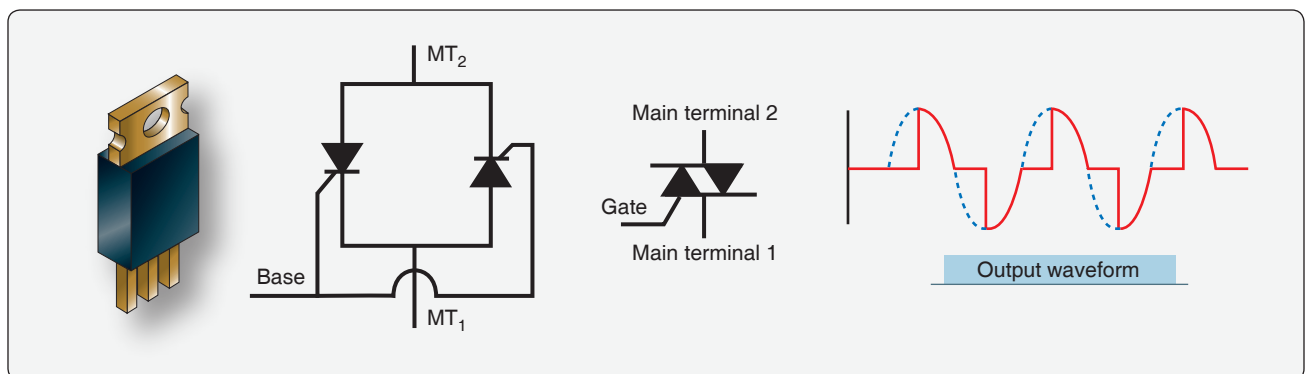 MT₂
Base
MT₁
Main terminal 2
Gate
Main terminal 1
Output waveform